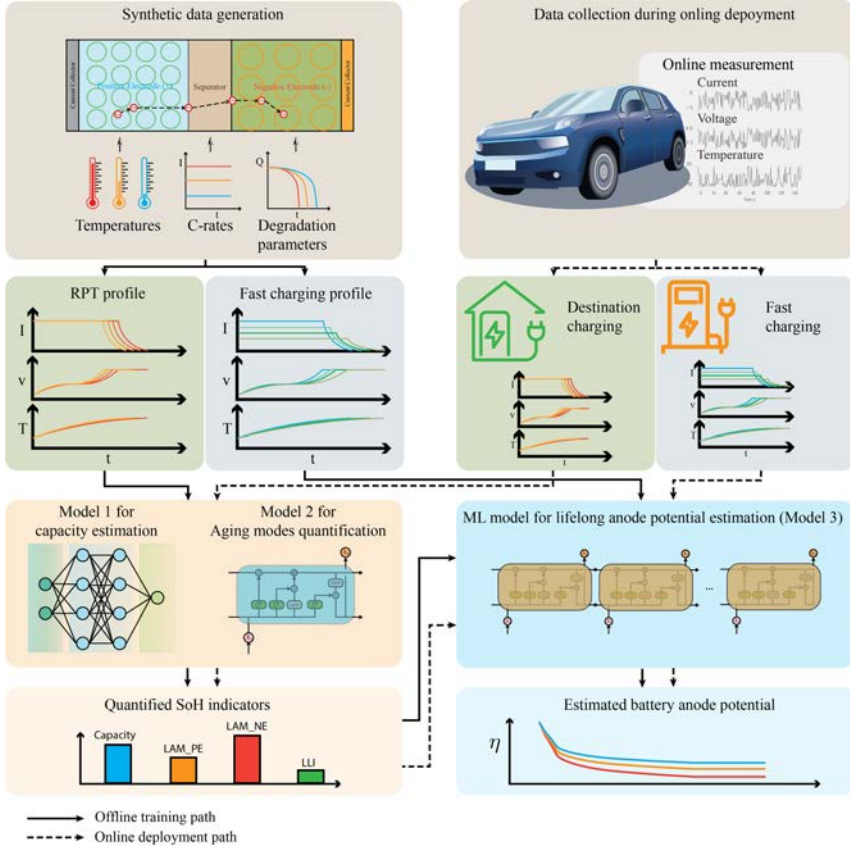 Synthetic data generation
Current Collector
Positive Electrode (+)
Seperator
Negative Electrode (-)
Current Collector
I
t
Q
t
Temperatures
C-rates
Degradation
parameters
Data collection during onling depoyment
Online measurement
Current
Voltage
Temperature
RPT profile
I
v
T
t
Fast charging profile
I
v
T
t
Destination
charging
I
v
T
t
Fast
charging
I
v
T
t
Model 1 for
capacity estimation
Model 2 for
Aging modes quantification
ML model for lifelong anode potential estimation (Model 3)
...
Quantified SoH indicators
Capacity
LAM_PE
LAM_NE
LLI
Estimated battery anode potential
η
Offline training path
Online deployment path